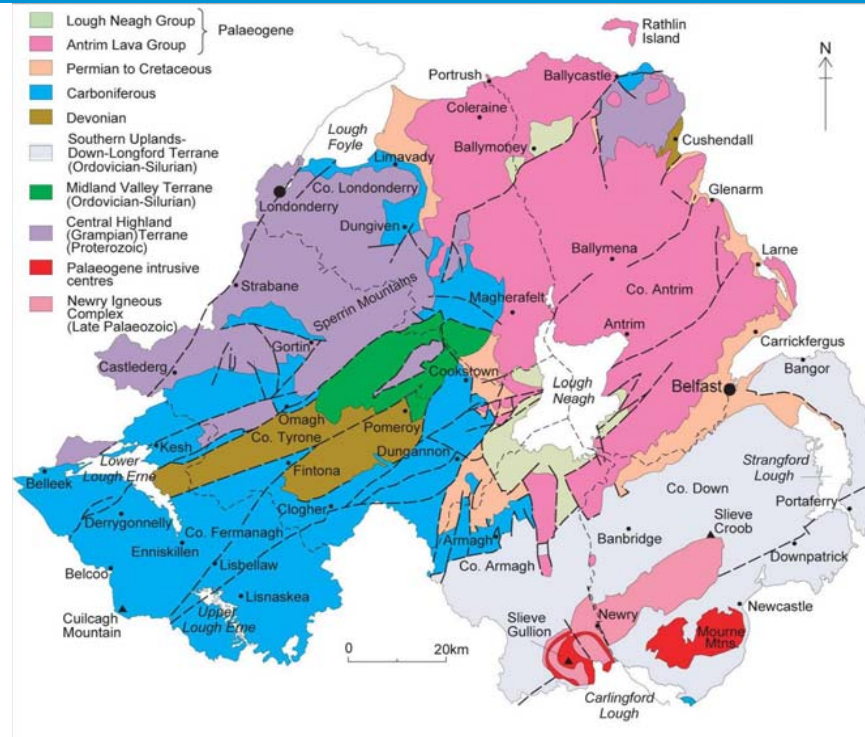 Lough Neagh Group
Antrim Lava Group
Palaeogene
Permian to Cretaceous
Carboniferous
Devonian
Southern Uplands-
Down-Longford Terrane
(Ordovician-Silurian)
Midland Valley Terrane
(Ordovician-Silurian)
Central Highland
(Grampian)Terrane
(Proterozoic)
Palaeogene intrusive
centres
Newry Igneous
Complex
(Late Palaeozoic)
Rathlin
Island
N
Portrush
Ballycastle
Coleraine
Lough
Foyle
Ballymoney
Cushendall
Limavady
Co. Londonderry
Londonderry
Glenarm
Dungiven
Ballymena
Larne
Strabane
Sperrin Mountains
Co. Antrim
Magherafelt
Antrim
Gortin
Carrickfergus
Castlederg
Cookstown
Bangor
Lough
Neagh
Belfast
Omagh
Co. Tyrone
Pomeroy
Kesh
Dungannon
Lower
Lough Erne
Fintona
Strangford
Lough
Belleek
Clogher
Co. Down
Portaferry
Derrygonnelly
Co. Fermanagh
Armagh
Banbridge
Slieve
Croob
Enniskillen
Downpatrick
Belcoo
Lisbellaw
Co. Armagh
Lisnaskea
Upper
Lough Erne
Cuilcagh
Mountain
Slieve
Gullion
Newry
Newcastle
Mourne
Mtns.
0
20km
Carlingford
Lough